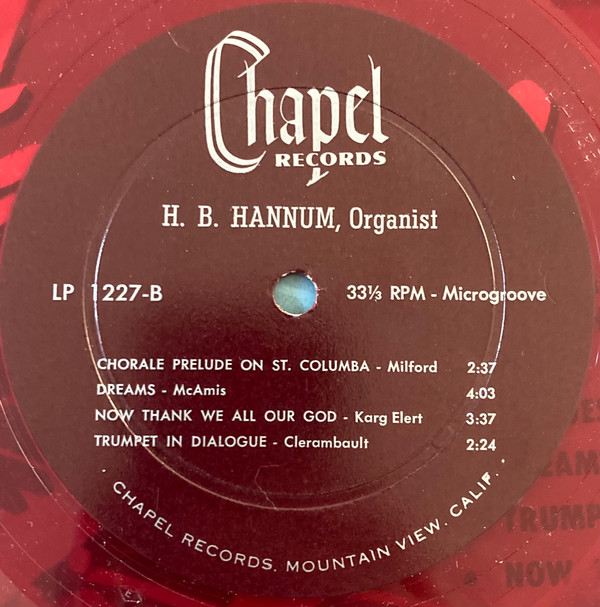 Chapel
RECORDS
H. B. HANNUM, Organist
LP 1227-B
33⅓ RPM - Microgroove
CHORALE PRELUDE ON ST. COLUMBA - Milford 2:37
DREAMS - McAmis 4:03
NOW THANK WE ALL OUR GOD - Karg Elert 3:37
TRUMPET IN DIALOGUE - Clerambault 2:24
· CHAPEL RECORDS. MOUNTAIN VIEW. CALIF. ·
NOW